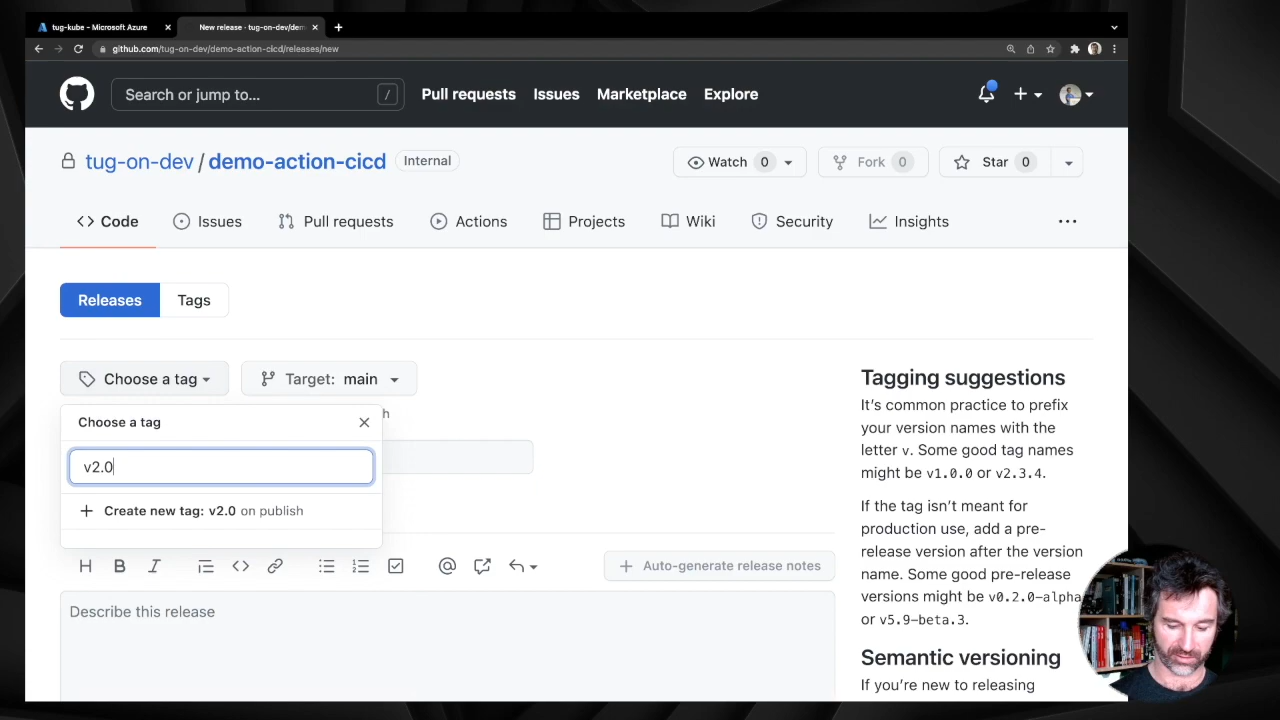 tug-kube - Microsoft Azure
New release · tug-on-dev/dem
github.com/tug-on-dev/demo-action-cicd/releases/new
Search or jump to... /
Pull requests
Issues
Marketplace
Explore
tug-on-dev / demo-action-cicd
Internal
Watch 0
Fork 0
Star 0
Code
Issues
Pull requests
Actions
Projects
Wiki
Security
Insights
Releases
Tags
Choose a tag
Target: main
Choose a tag
h
v2.0
Create new tag: v2.0 on publish
H B I
Auto-generate release notes
Describe this release
Tagging suggestions
It's common practice to prefix
your version names with the
letter v. Some good tag names
might be v1.0.0 or v2.3.4.
If the tag isn't meant for
production use, add a pre-
release version after the version
name. Some good pre-release
versions might be v0.2.0-alpha
or v5.9-beta.3.
Semantic versioning
If you're new to releasing